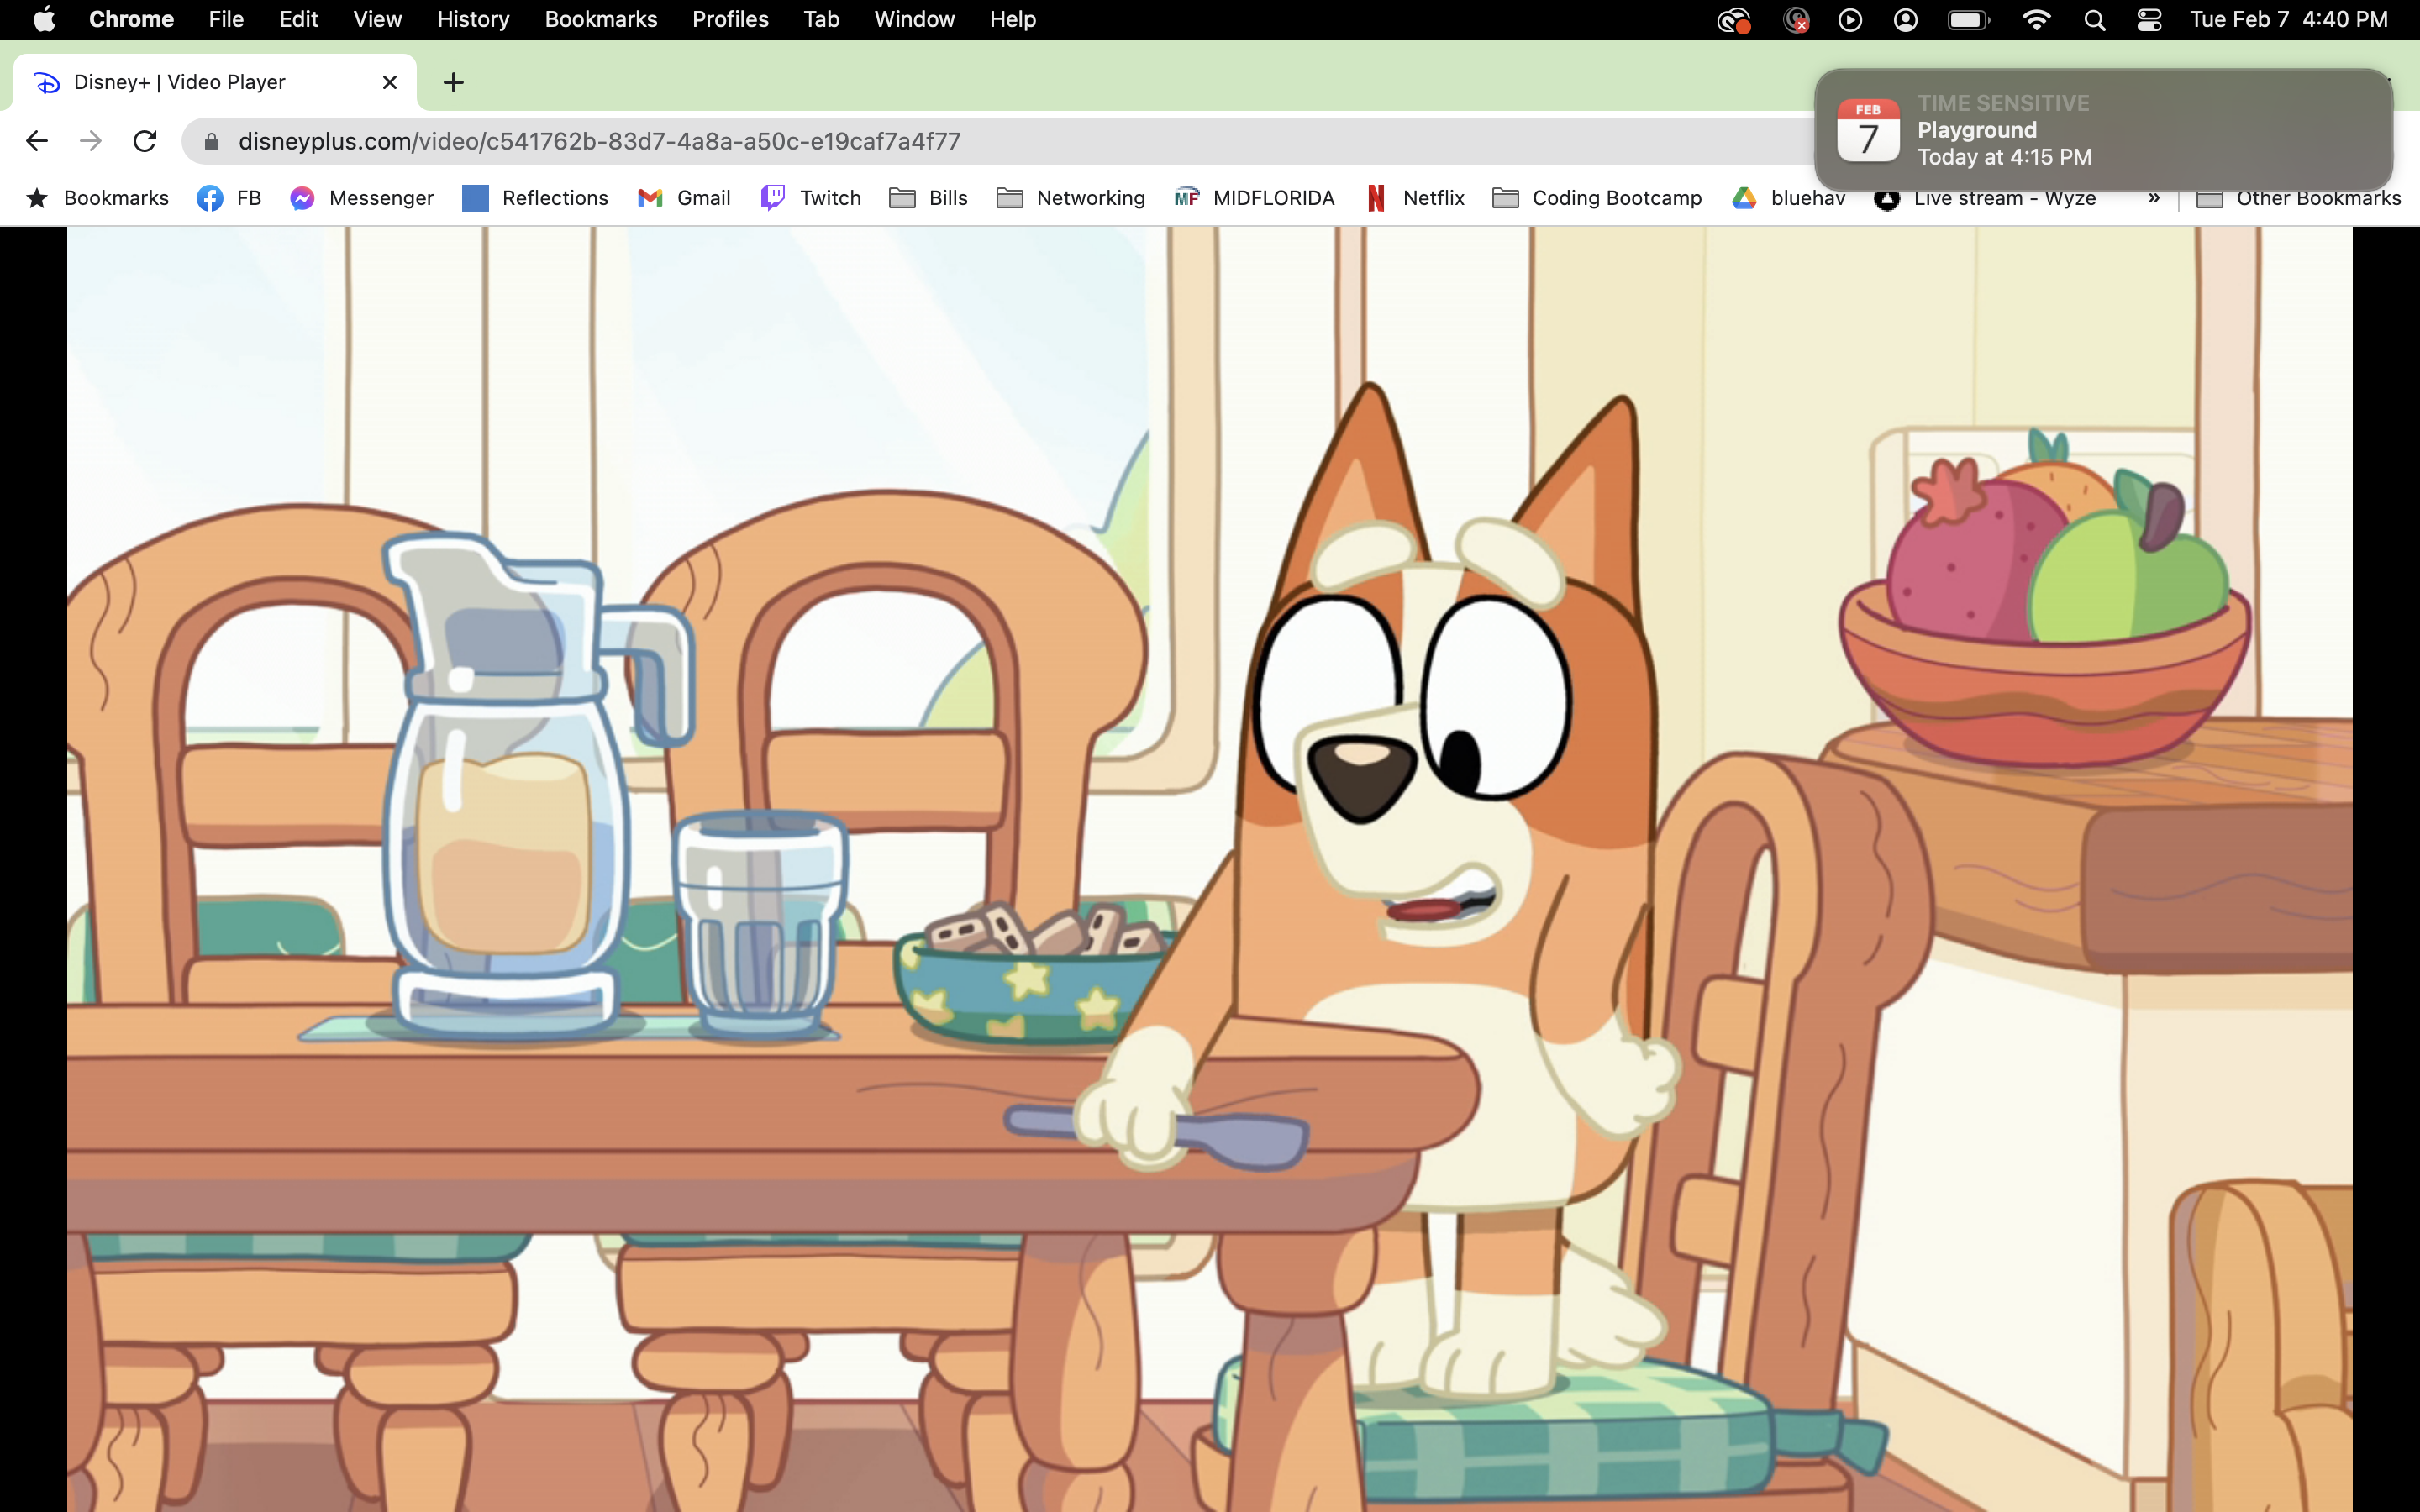 Chrome File Edit View History Bookmarks Profiles Tab Window Help Tue Feb 7 4:40 PM
Disney+ | Video Player
TIME SENSITIVE
FEB
7
Playground
Today at 4:15 PM
disneyplus.com/video/c541762b-83d7-4a8a-a50c-e19caf7a4f77
Bookmarks FB Messenger Reflections Gmail Twitch Bills Networking MF MIDFLORIDA Netflix Coding Bootcamp bluehav Live stream - Wyze » Other Bookmarks